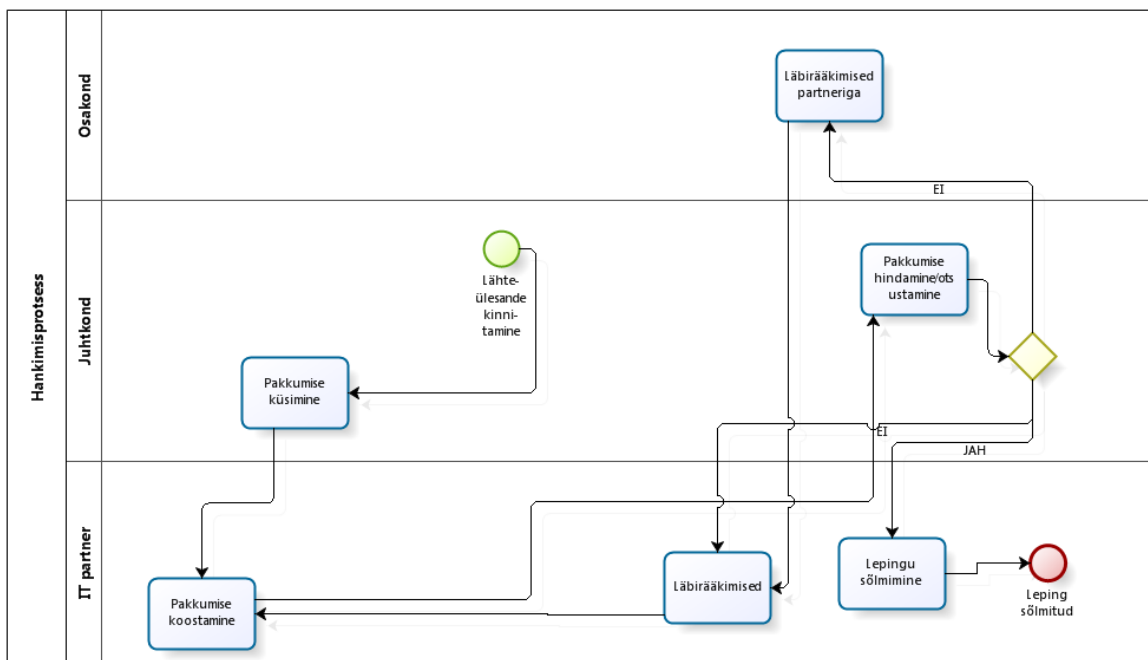 Hankimisprotsess
Osakond
Läbirääkimised
partneriga
EI
Juhtkond
Lähte-
ülesande
kinni-
tamine
Pakkumise
hindamine/ots
ustamine
Pakkumise
küsimine
EI
JAH
IT partner
Pakkumise
koostamine
Läbirääkimised
Lepingu
sõlmimine
Leping
sõlmitud